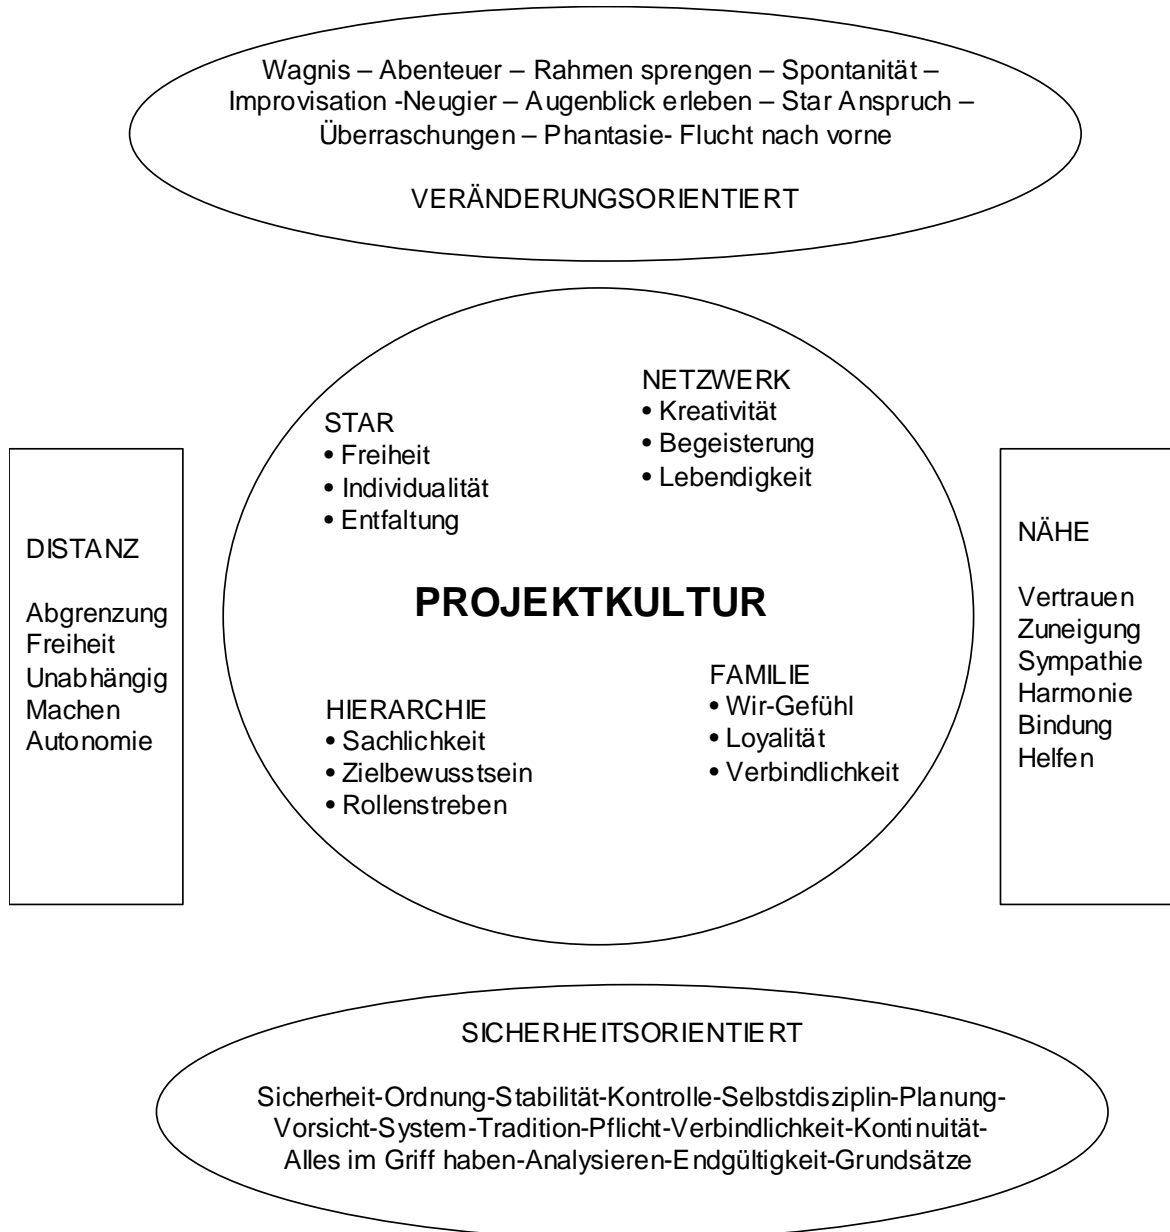 Wagnis – Abenteuer – Rahmen sprengen – Spontanität –
Improvisation -Neugier – Augenblick erleben – Star Anspruch –
Überraschungen – Phantasie- Flucht nach vorne
VERÄNDERUNGSORIENTIERT
STAR
• Freiheit
• Individualität
• Entfaltung
NETZWERK
• Kreativität
• Begeisterung
• Lebendigkeit
DISTANZ
Abgrenzung
Freiheit
Unabhängig
Machen
Autonomie
PROJEKTKULTUR
NÄHE
Vertrauen
Zuneigung
Sympathie
Harmonie
Bindung
Helfen
HIERARCHIE
• Sachlichkeit
• Zielbewusstsein
• Rollenstreben
FAMILIE
• Wir-Gefühl
• Loyalität
• Verbindlichkeit
SICHERHEITSORIENTIERT
Sicherheit-Ordnung-Stabilität-Kontrolle-Selbstdisziplin-Planung-
Vorsicht-System-Tradition-Pflicht-Verbindlichkeit-Kontinuität-
Alles im Griff haben-Analysieren-Endgültigkeit-Grundsätze